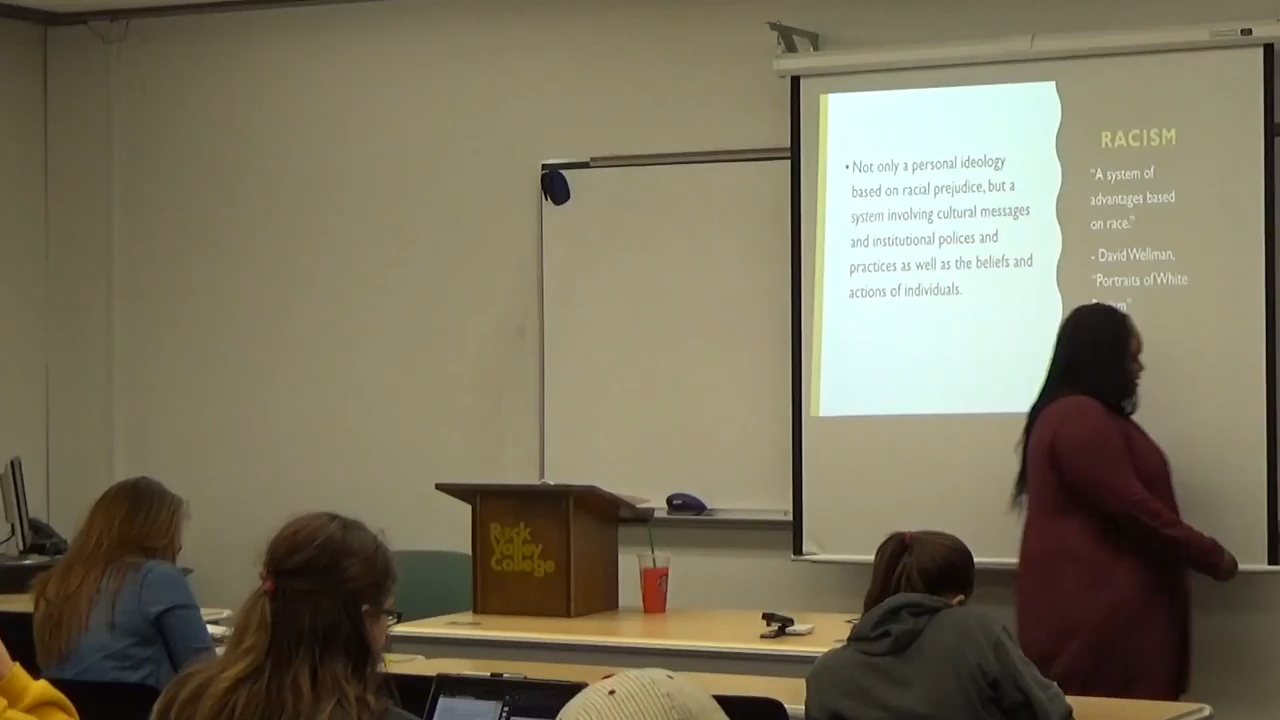 • Not only a personal ideology
based on racial prejudice, but a
system involving cultural messages
and institutional polices and
practices as well as the beliefs and
actions of individuals.
RACISM
"A system of
advantages based
on race."
- David Wellman,
"Portraits of White
Rock
Valley
College